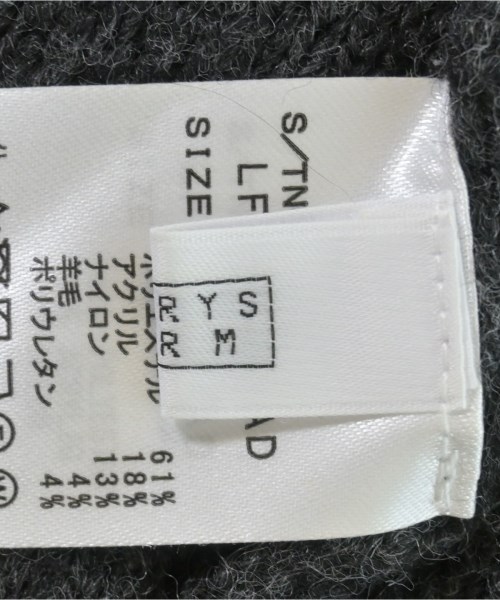 S/TN
LF
AD
SIZE
アクリル 18%
ナイロン 13%
羊毛 4%
ポリウレタン 4%
61%
S
Y
M